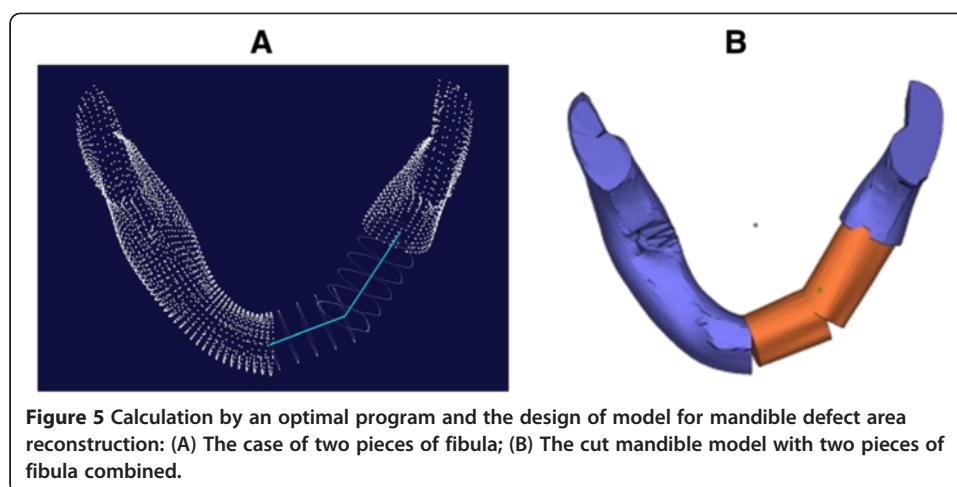 A
B
Figure 5 Calculation by an optimal program and the design of model for mandible defect area
reconstruction: (A) The case of two pieces of fibula; (B) The cut mandible model with two pieces of
fibula combined.